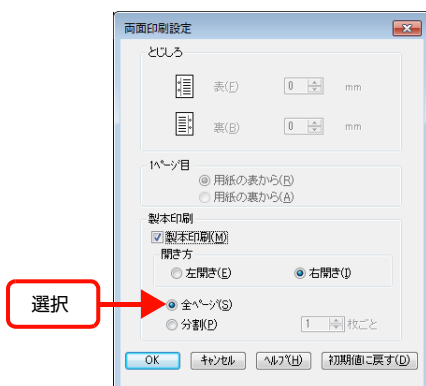 両面印刷設定
とじしろ
表(F) 0 mm
裏(B) 0 mm
1ﾍﾟｰｼﾞ目
用紙の表から(R)
用紙の裏から(A)
製本印刷
製本印刷(M)
開き方
左開き(E) 右開き(I)
選択
全ﾍﾟｰｼﾞ(S)
分割(P) 1 枚ごと
OK ｷｬﾝｾﾙ ﾍﾙﾌﾟ(H) 初期値に戻す(D)